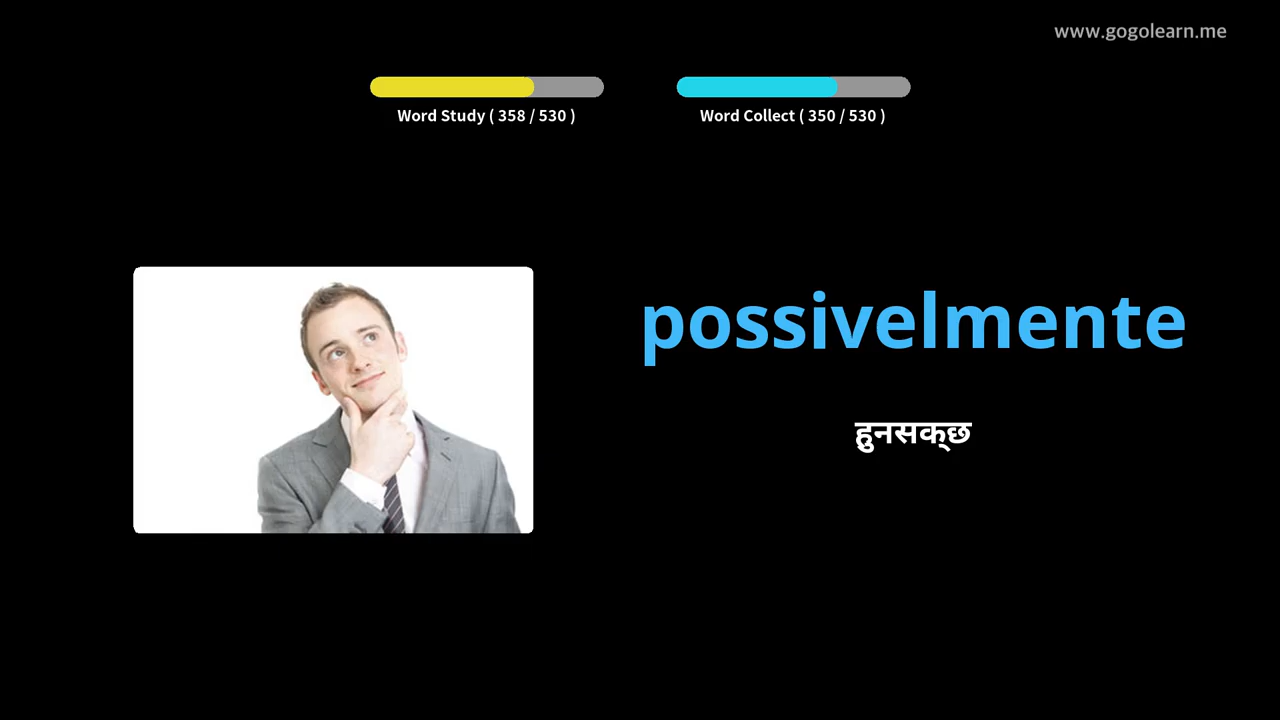 www.gogolearn.me
Word Study ( 358 / 530 )
Word Collect ( 350 / 530 )
possivelmente
हुनसक्छ